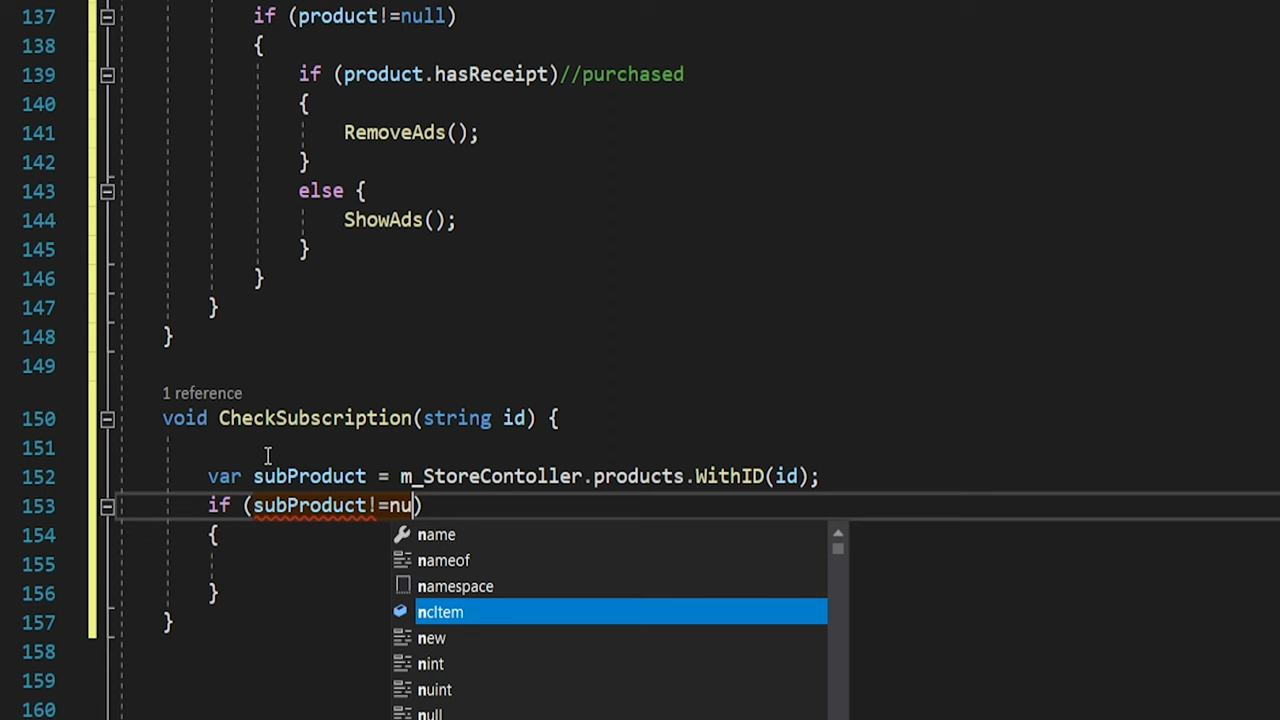 137 if (product!=null)
138 {
139 if (product.hasReceipt)//purchased
140 {
141 RemoveAds();
142 }
143 else {
144 ShowAds();
145 }
146 }
147 }
148 }
149
1 reference
150 void CheckSubscription(string id) {
151
152 var subProduct = m_StoreContoller.products.WithID(id);
153 if (subProduct!=nu)
154 {
name
155
nameof
namespace
156 }
ncItem
157 }
new
158
nint
159
nuint
160
null